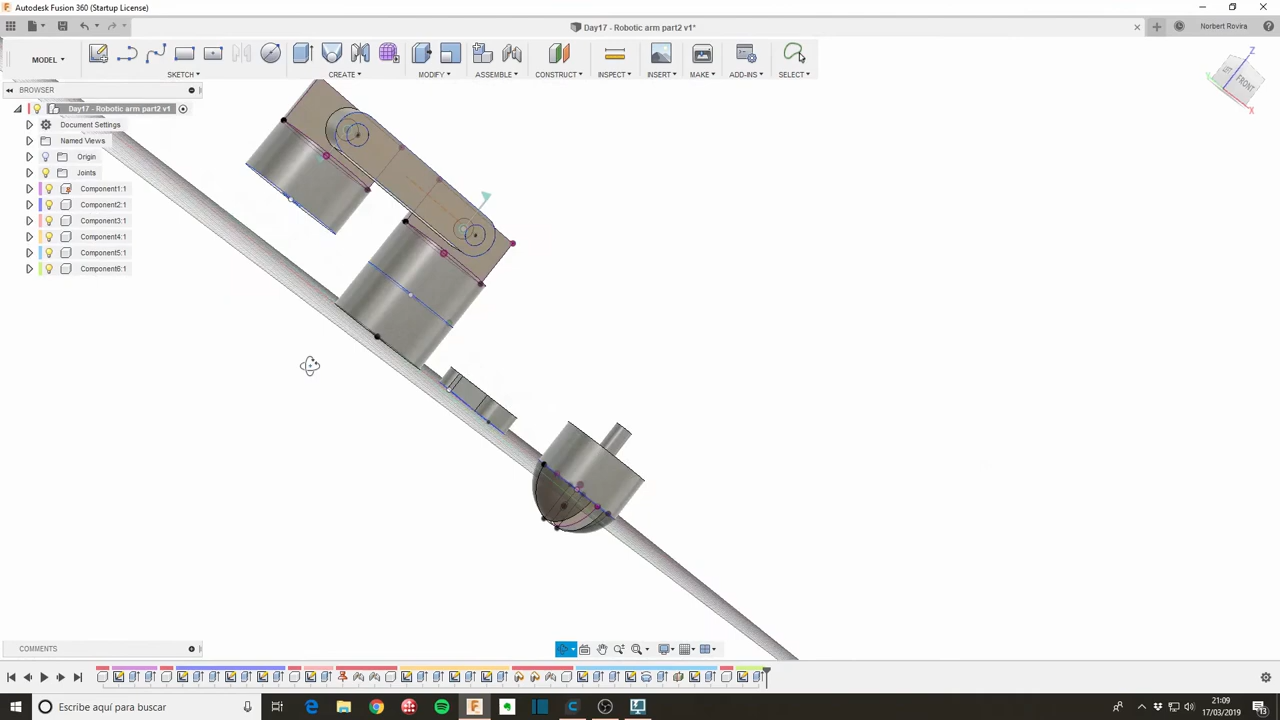 Autodesk Fusion 360 (Startup License)
Day17 - Robotic arm part2 v1*
Norbert Rovira
MODEL
SKETCH
CREATE
MODIFY
ASSEMBLE
CONSTRUCT
INSPECT
INSERT
MAKE
ADD-INS
SELECT
BROWSER
Day17 - Robotic arm part2 v1
Document Settings
Named Views
Origin
Joints
Component1:1
Component2:1
Component3:1
Component4:1
Component5:1
Component6:1
Z
FRONT
X
COMMENTS
Escribe aquí para buscar
21:09
17/03/2019